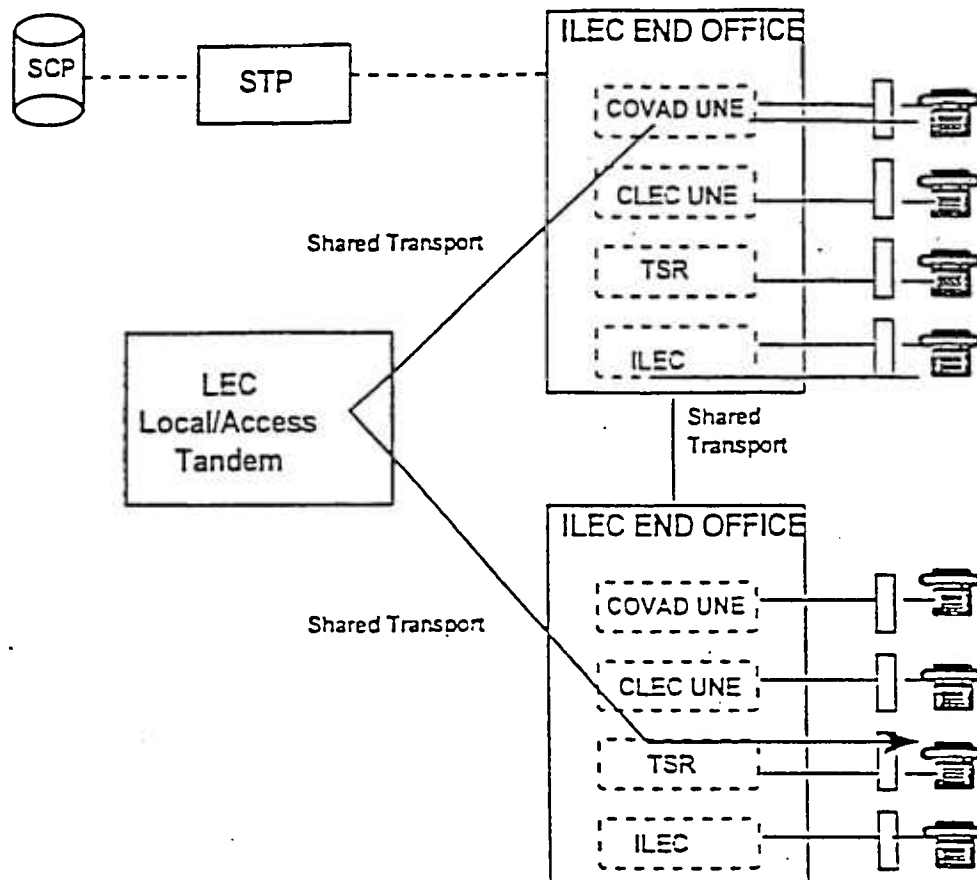 ILEC END OFFICE
SCP
STP
COVAD UNE
CLEC UNE
Shared Transport
TSR
ILEC
LEC
Local/Access
Tandem
Shared
Transport
ILEC END OFFICE
COVAD UNE
Shared Transport
CLEC UNE
TSR
ILEC